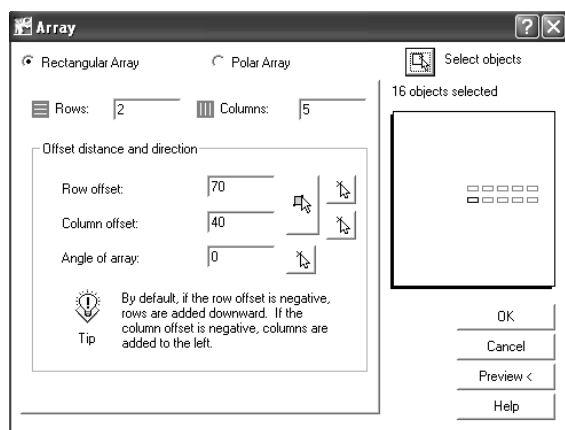 Array
Rectangular Array
Polar Array
Select objects
16 objects selected
Rows: 2
Columns: 5
Offset distance and direction
Row offset: 70
Column offset: 40
Angle of array: 0
Tip
By default, if the row offset is negative,
rows are added downward. If the
column offset is negative, columns are
added to the left.
OK
Cancel
Preview <
Help